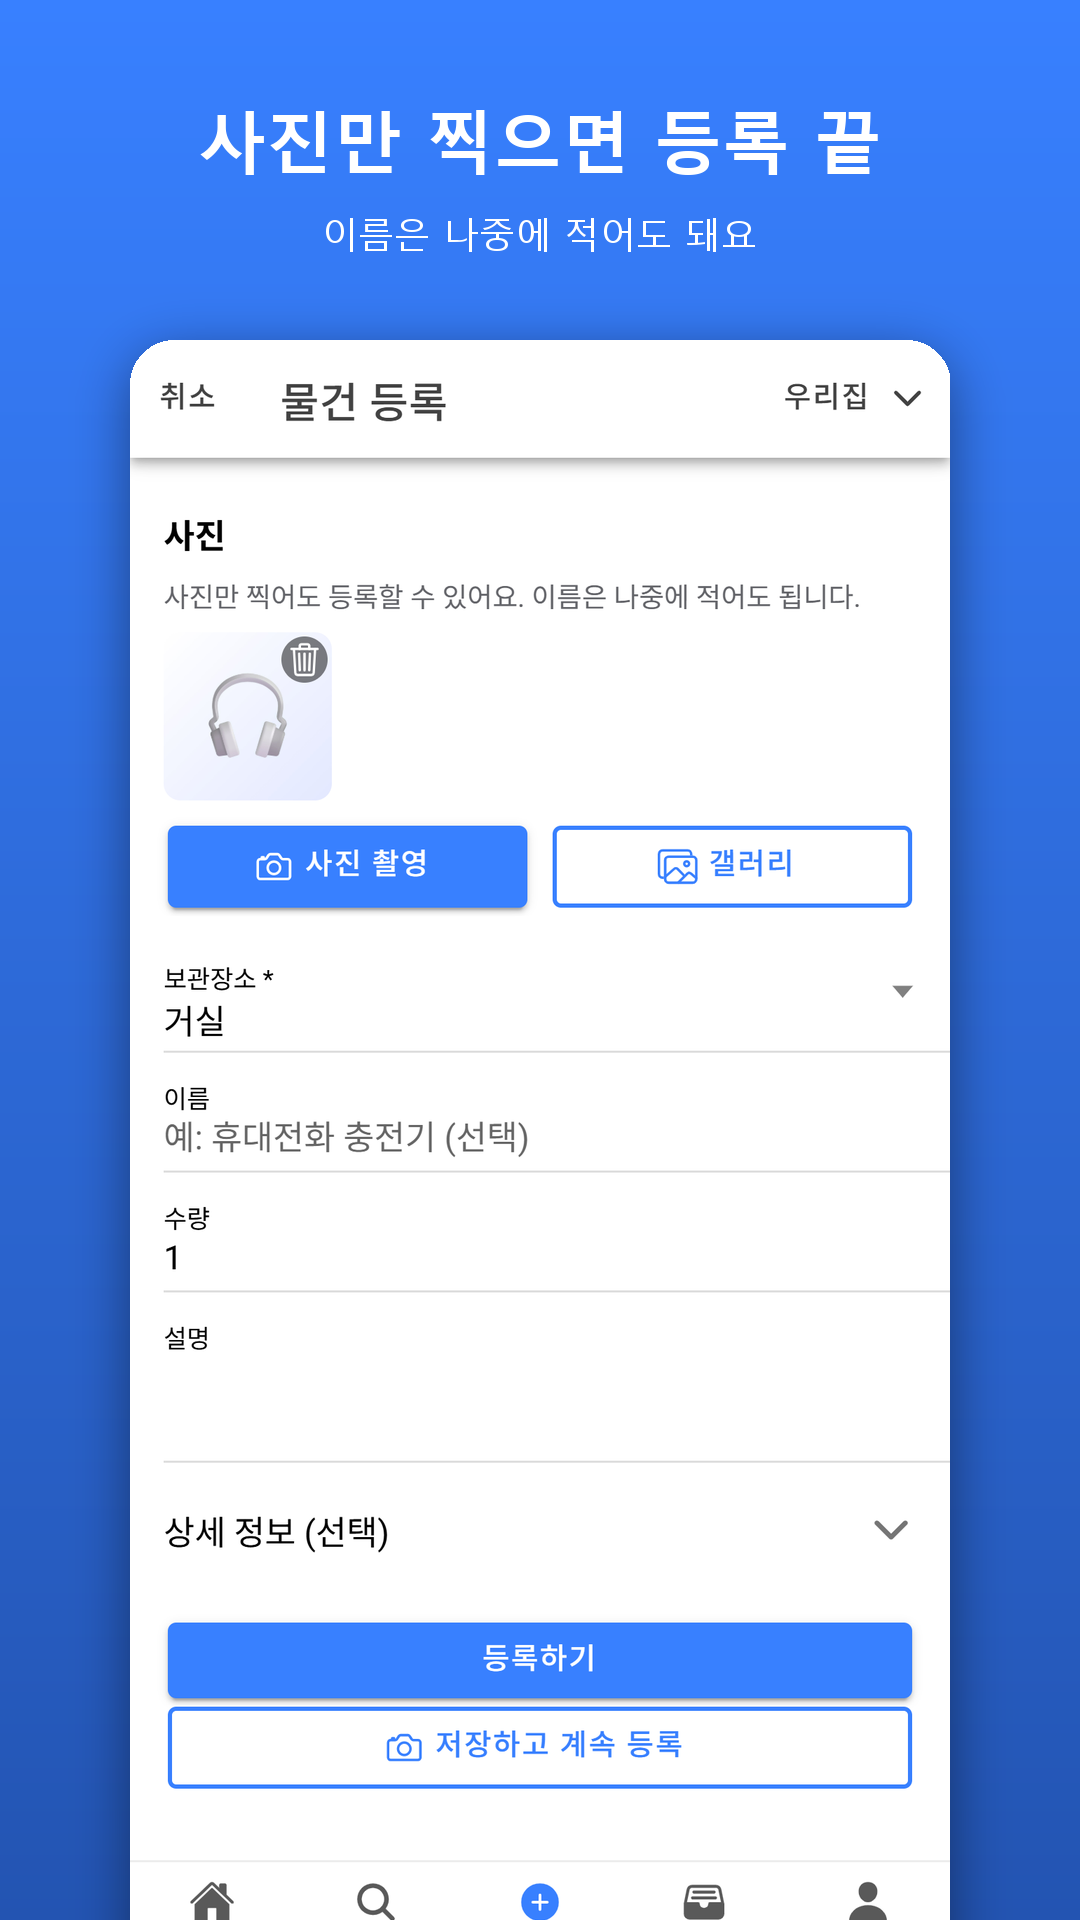 사진만 찍으면 등록 끝
이름은 나중에 적어도 돼요
취소 물건 등록 우리집
사진
사진만 찍어도 등록할 수 있어요. 이름은 나중에 적어도 됩니다.
사진 촬영 갤러리
보관장소 *
거실
이름
예: 휴대전화 충전기 (선택)
수량
1
설명
상세 정보 (선택)
등록하기
저장하고 계속 등록